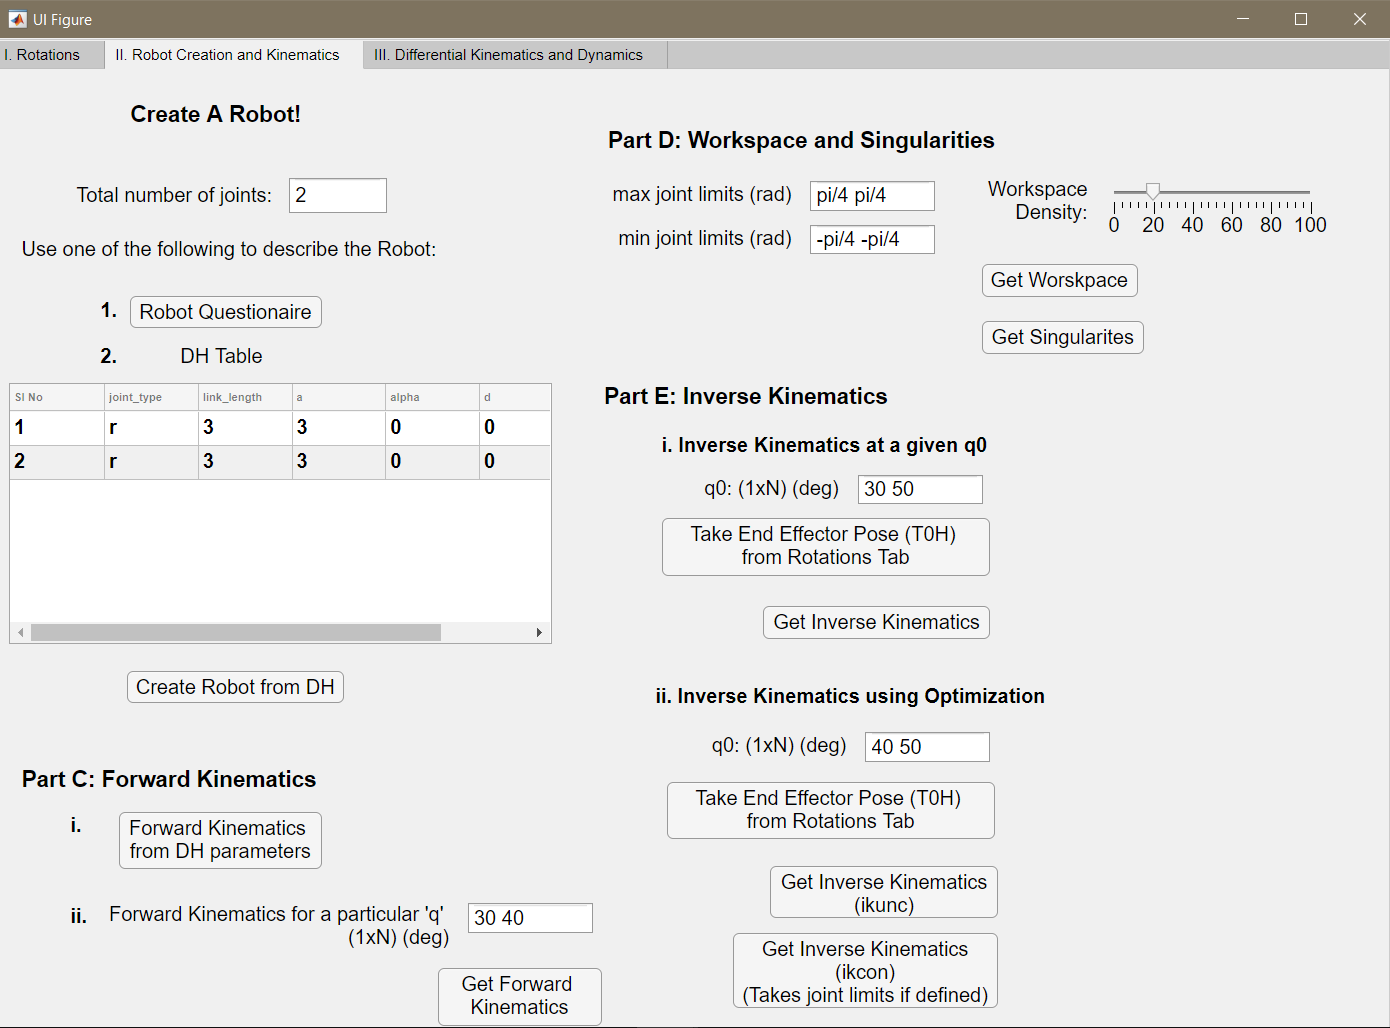 UI Figure
I. Rotations
II. Robot Creation and Kinematics
III. Differential Kinematics and Dynamics
Create A Robot!
Total number of joints: 2
Use one of the following to describe the Robot:
1. Robot Questionaire
2. DH Table
Sl No joint_type link_length a alpha d
1 r 3 3 0 0
2 r 3 3 0 0
Create Robot from DH
Part C: Forward Kinematics
i. Forward Kinematics
from DH parameters
ii. Forward Kinematics for a particular 'q' 30 40
(1xN) (deg)
Get Forward
Kinematics
Part D: Workspace and Singularities
max joint limits (rad) pi/4 pi/4
min joint limits (rad) -pi/4 -pi/4
Workspace
Density:
0 20 40 60 80 100
Get Worskpace
Get Singularites
Part E: Inverse Kinematics
i. Inverse Kinematics at a given q0
q0: (1xN) (deg) 30 50
Take End Effector Pose (T0H)
from Rotations Tab
Get Inverse Kinematics
ii. Inverse Kinematics using Optimization
q0: (1xN) (deg) 40 50
Take End Effector Pose (T0H)
from Rotations Tab
Get Inverse Kinematics
(ikunc)
Get Inverse Kinematics
(ikcon)
(Takes joint limits if defined)